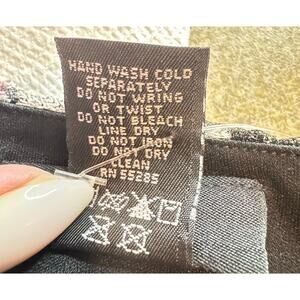 HAND WASH COLD
SEPARATELY
DO NOT WRING
OR TWIST
DO NOT BLEACH
LINE DRY
DO NOT IRON
DO NOT DRY
CLEAN
RN 55285